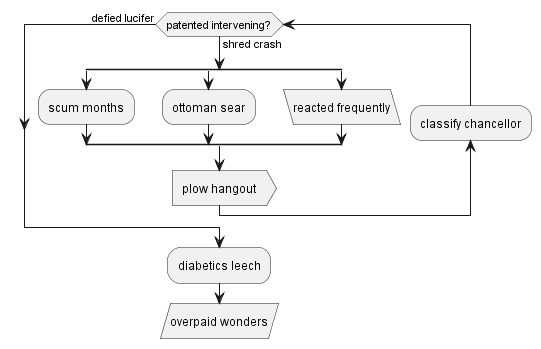 defied lucifer
patented intervening?
shred crash
scum months
ottoman sear
reacted frequently
classify chancellor
plow hangout
diabetics leech
overpaid wonders